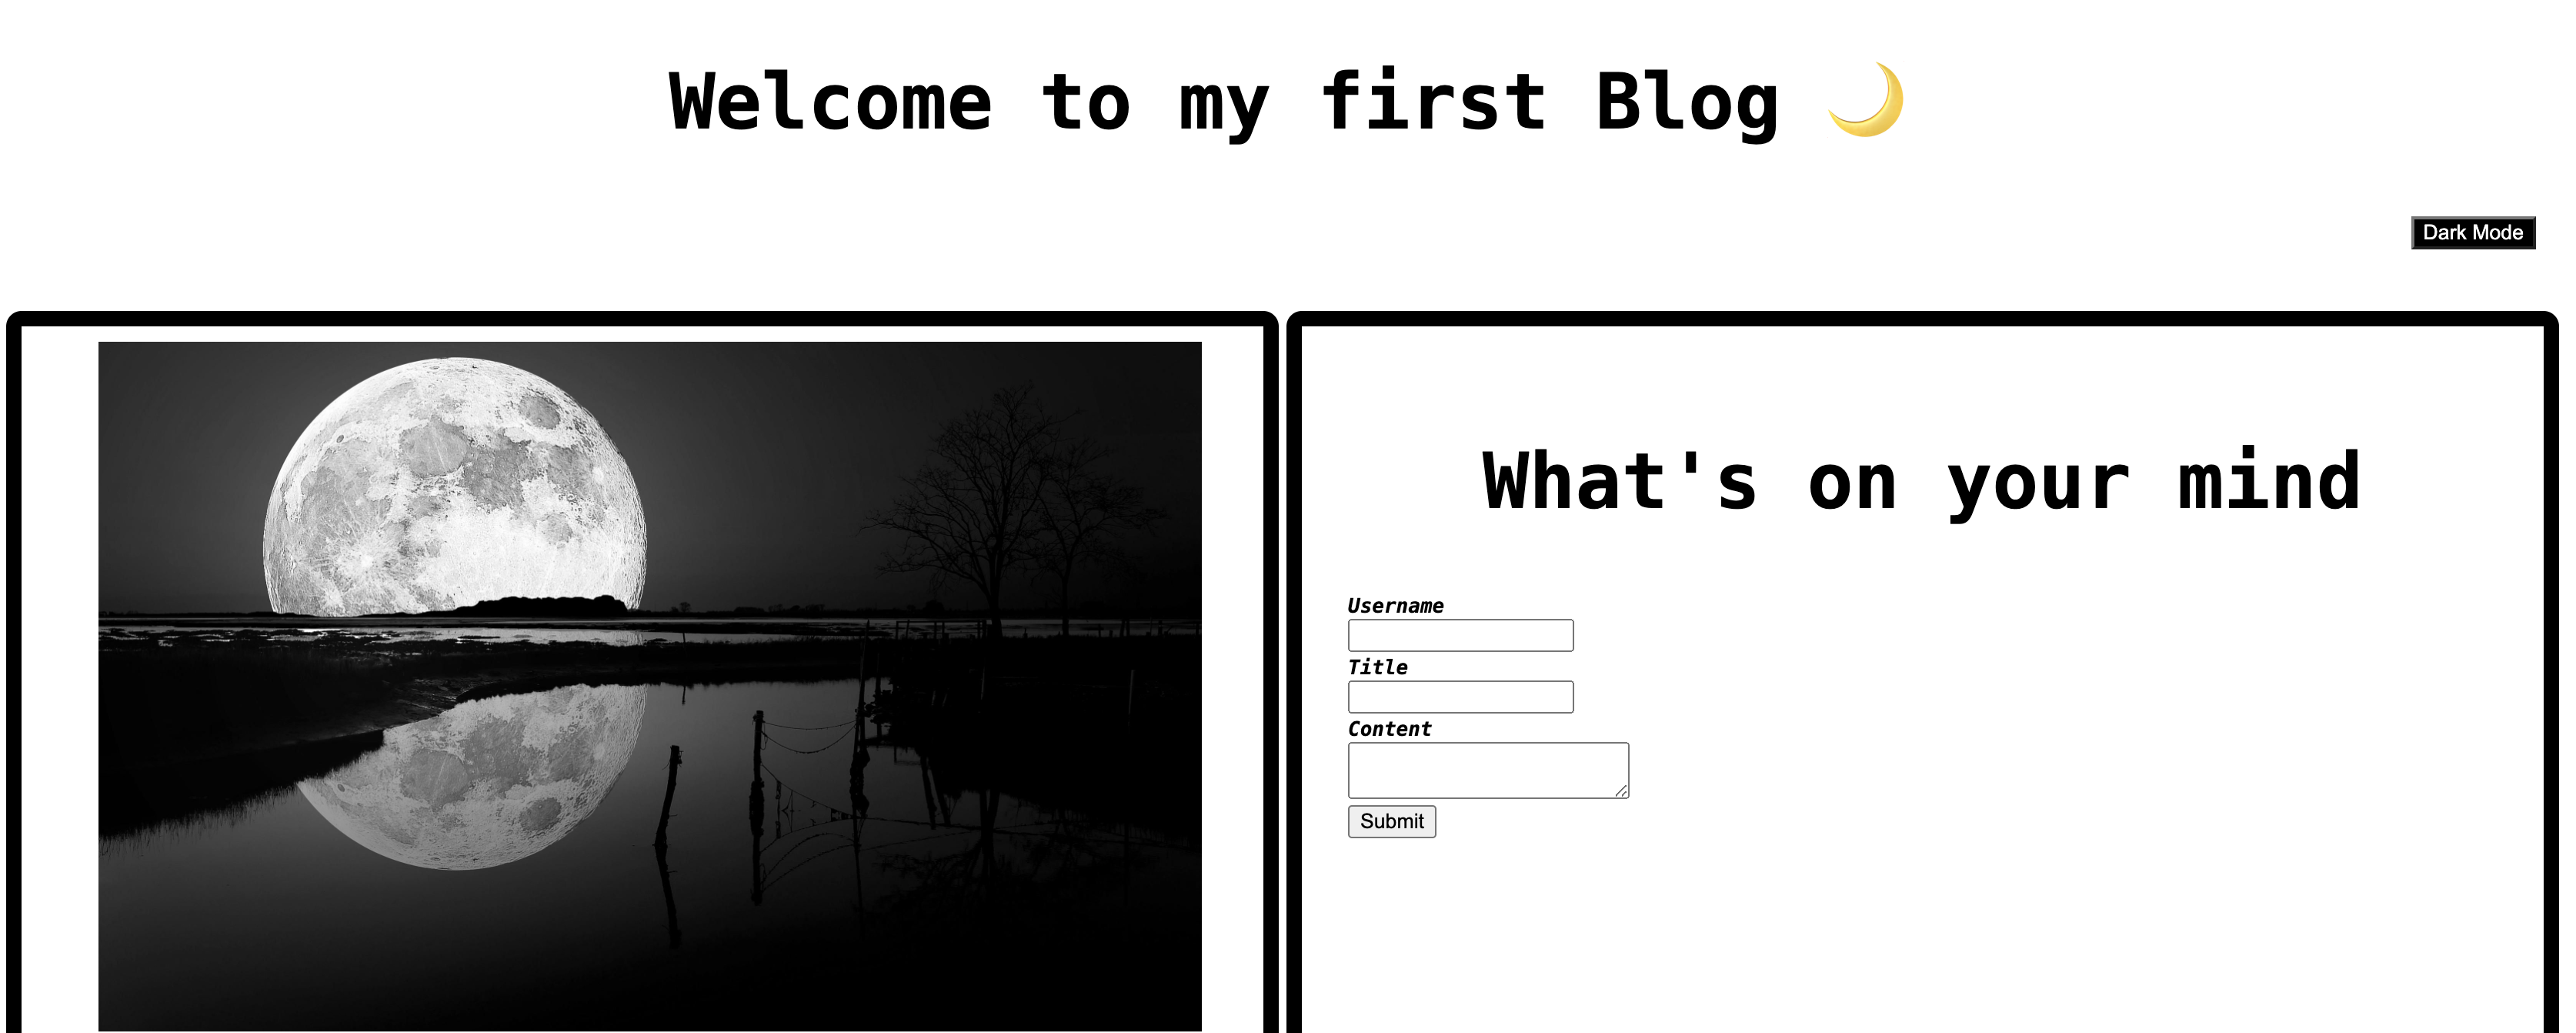 Welcome to my first Blog 🌙
Dark Mode
What's on your mind
Username
Title
Content
Submit